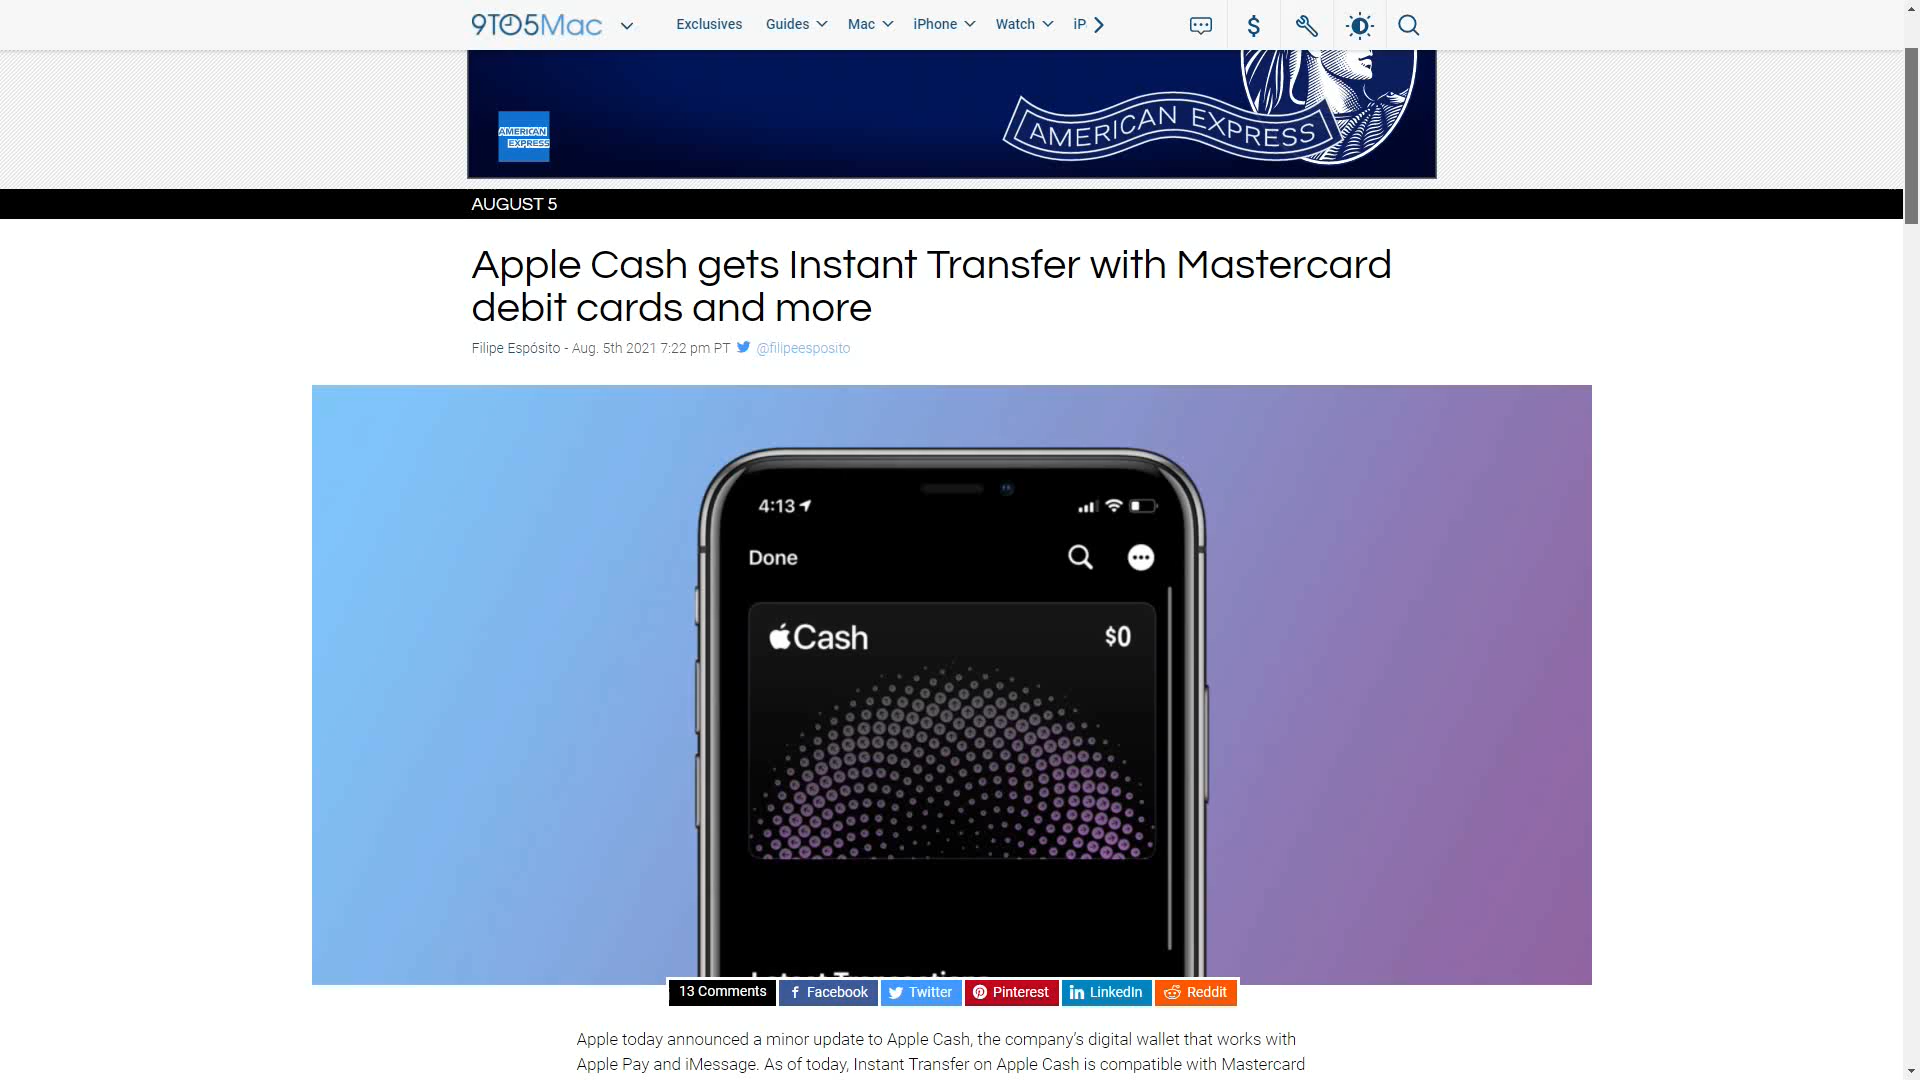 9TO5Mac
Exclusives Guides Mac iPhone Watch iP
AMERICAN EXPRESS
AMERICAN EXPRESS
AUGUST 5
Apple Cash gets Instant Transfer with Mastercard
debit cards and more
Filipe Espósito - Aug. 5th 2021 7:22 pm PT @filipeesposito
4:13
Done
Cash $0
Latest Transactions
13 Comments Facebook Twitter Pinterest LinkedIn Reddit
Apple today announced a minor update to Apple Cash, the company's digital wallet that works with
Apple Pay and iMessage. As of today, Instant Transfer on Apple Cash is compatible with Mastercard